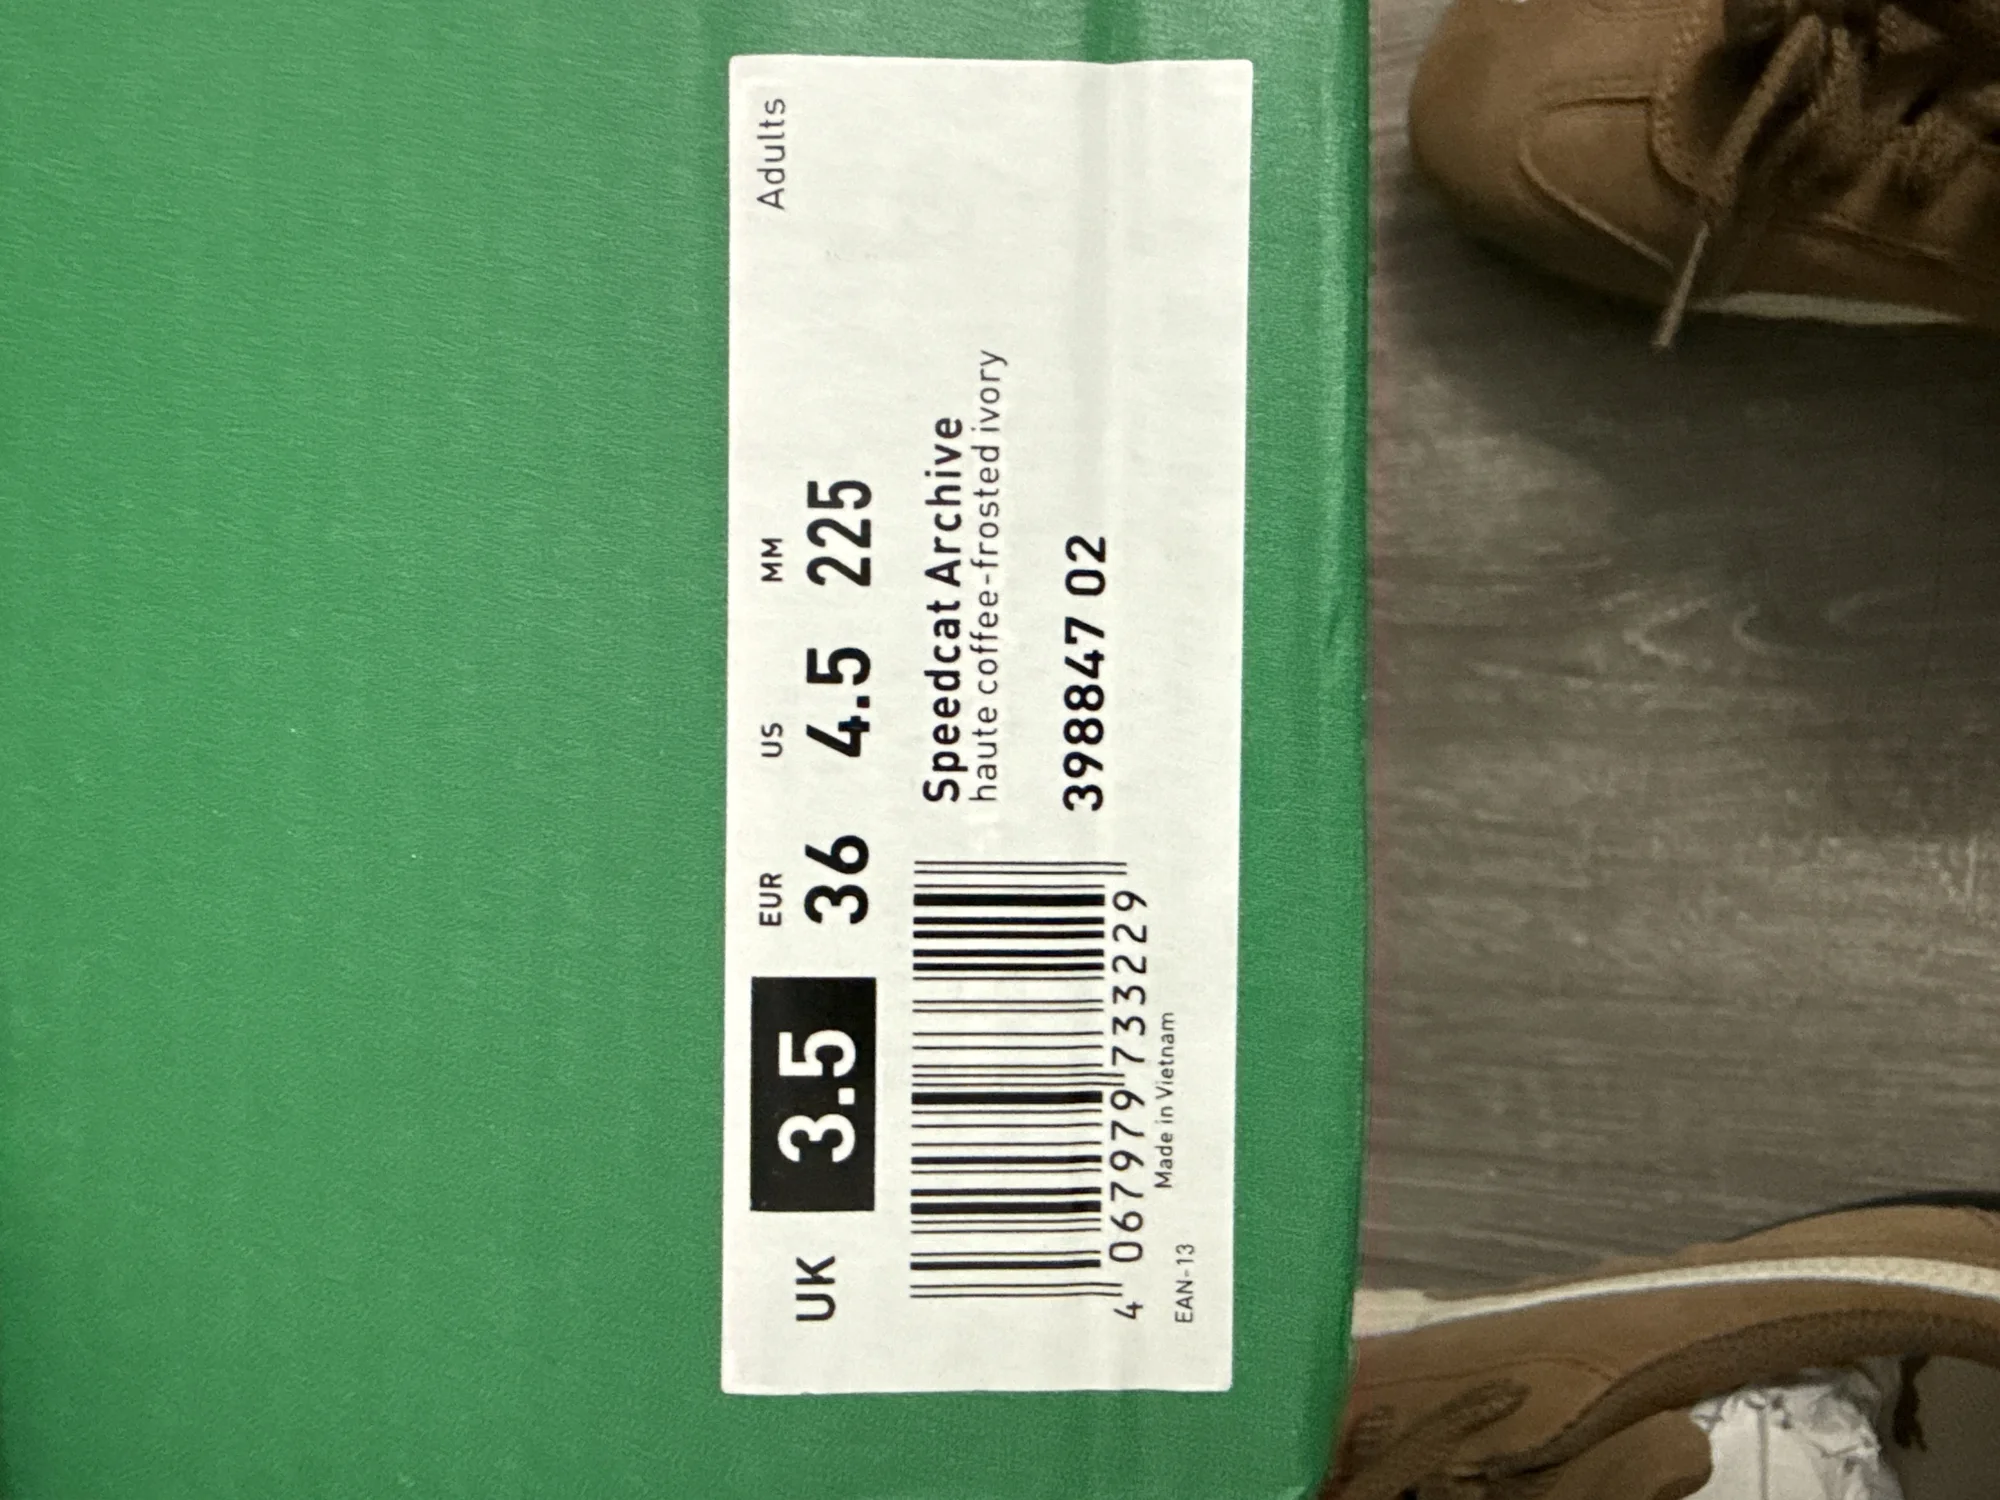 Adults
EUR US MM
UK 3.5 36 4.5 225
Speedcat Archive
haute coffee-frosted ivory
398847 02
4 067979 733229
Made in Vietnam
EAN-13